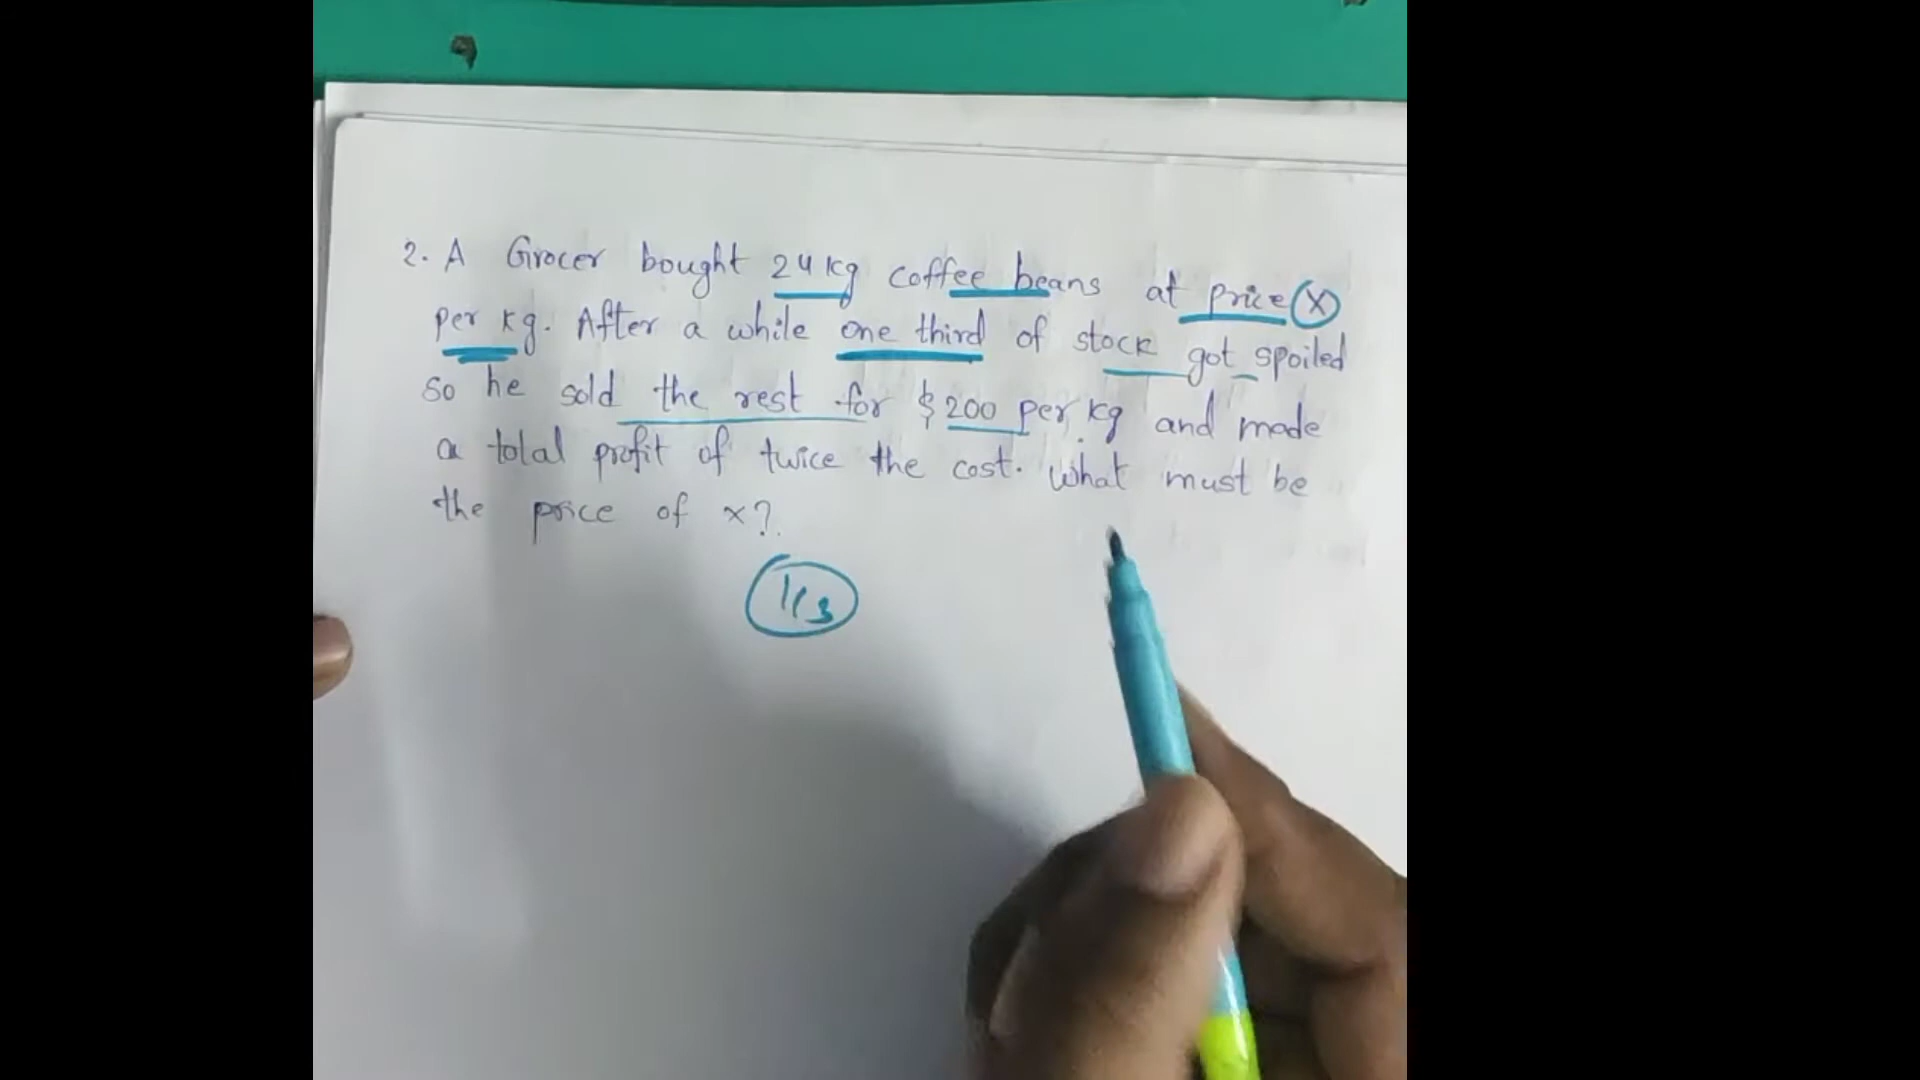 2. A Grocer bought 24 kg coffee beans at price X
per kg. After a while one third of stock got spoiled
so he sold the rest for $200 per kg and made
a total profit of twice the cost. What must be
the price of x?
1/3